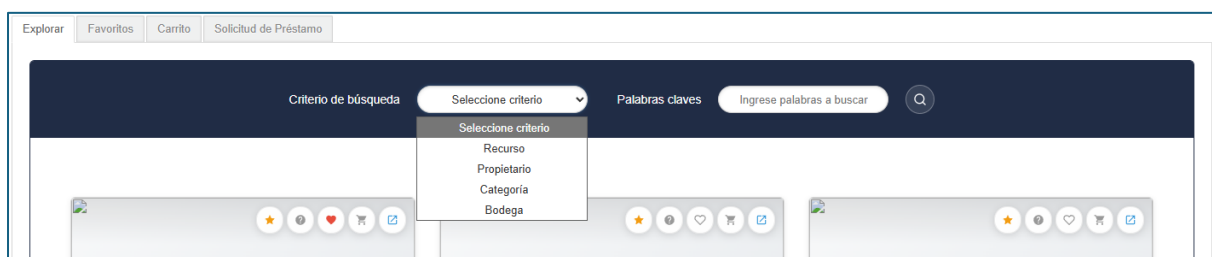 Explorar Favoritos Carrito Solicitud de Préstamo
Criterio de búsqueda Seleccione criterio Palabras claves Ingrese palabras a buscar
Seleccione criterio
Recurso
Propietario
Categoría
Bodega